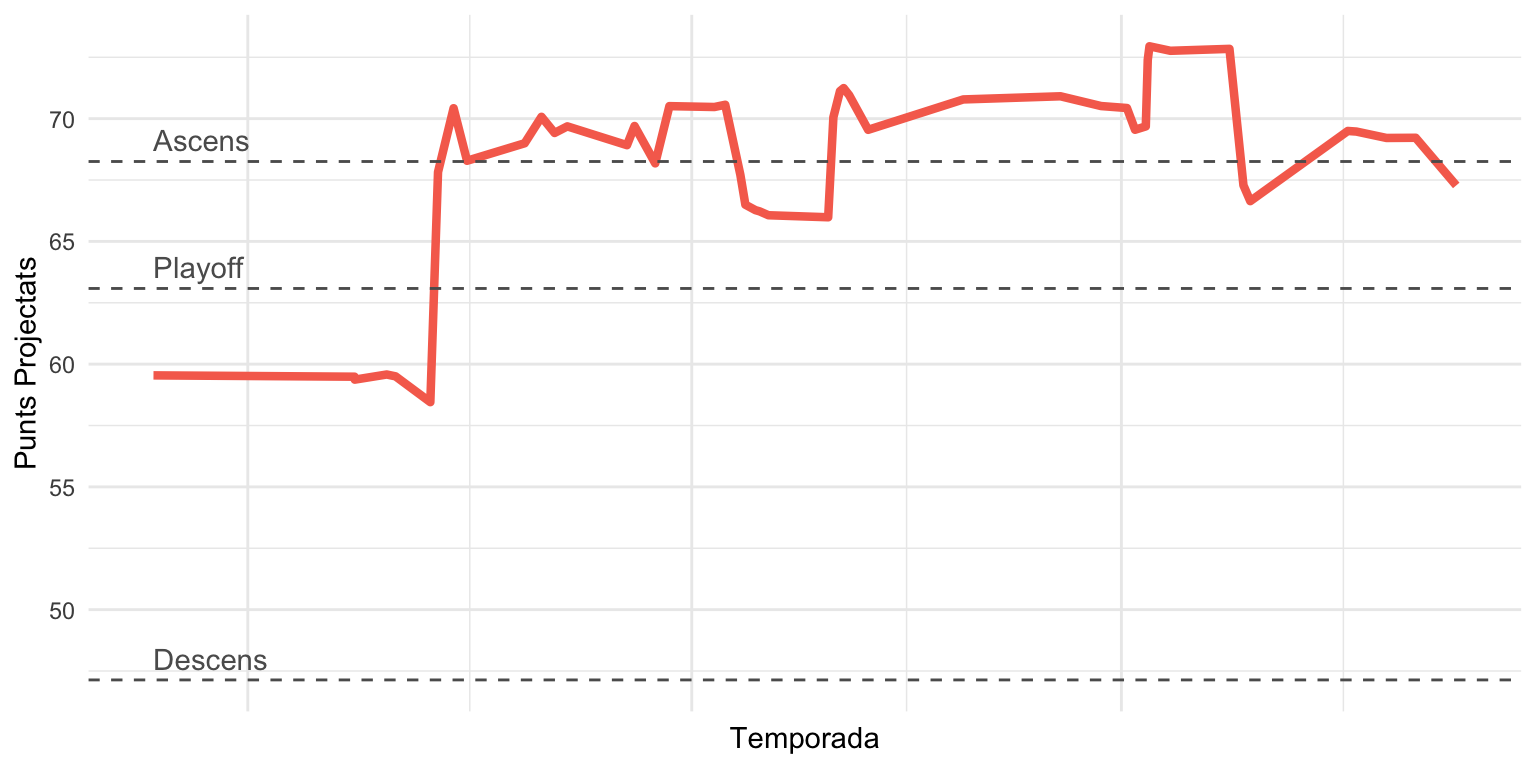 70
Ascens
65
Playoff
60
55
50
Descens
Punts Projectats
Temporada